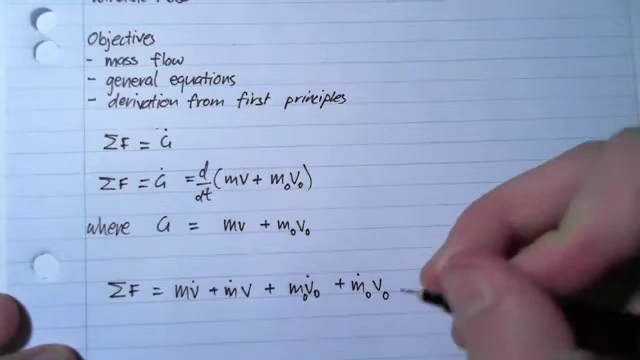 Objectives
- mass flow
- general equations
- derivation from first principles
ΣF = Ġ
ΣF = Ġ = d/dt (mv + m₀v₀)
where G = mv + m₀v₀
ΣF = mv̇ + ṁv + m₀v̇₀ + ṁ₀v₀